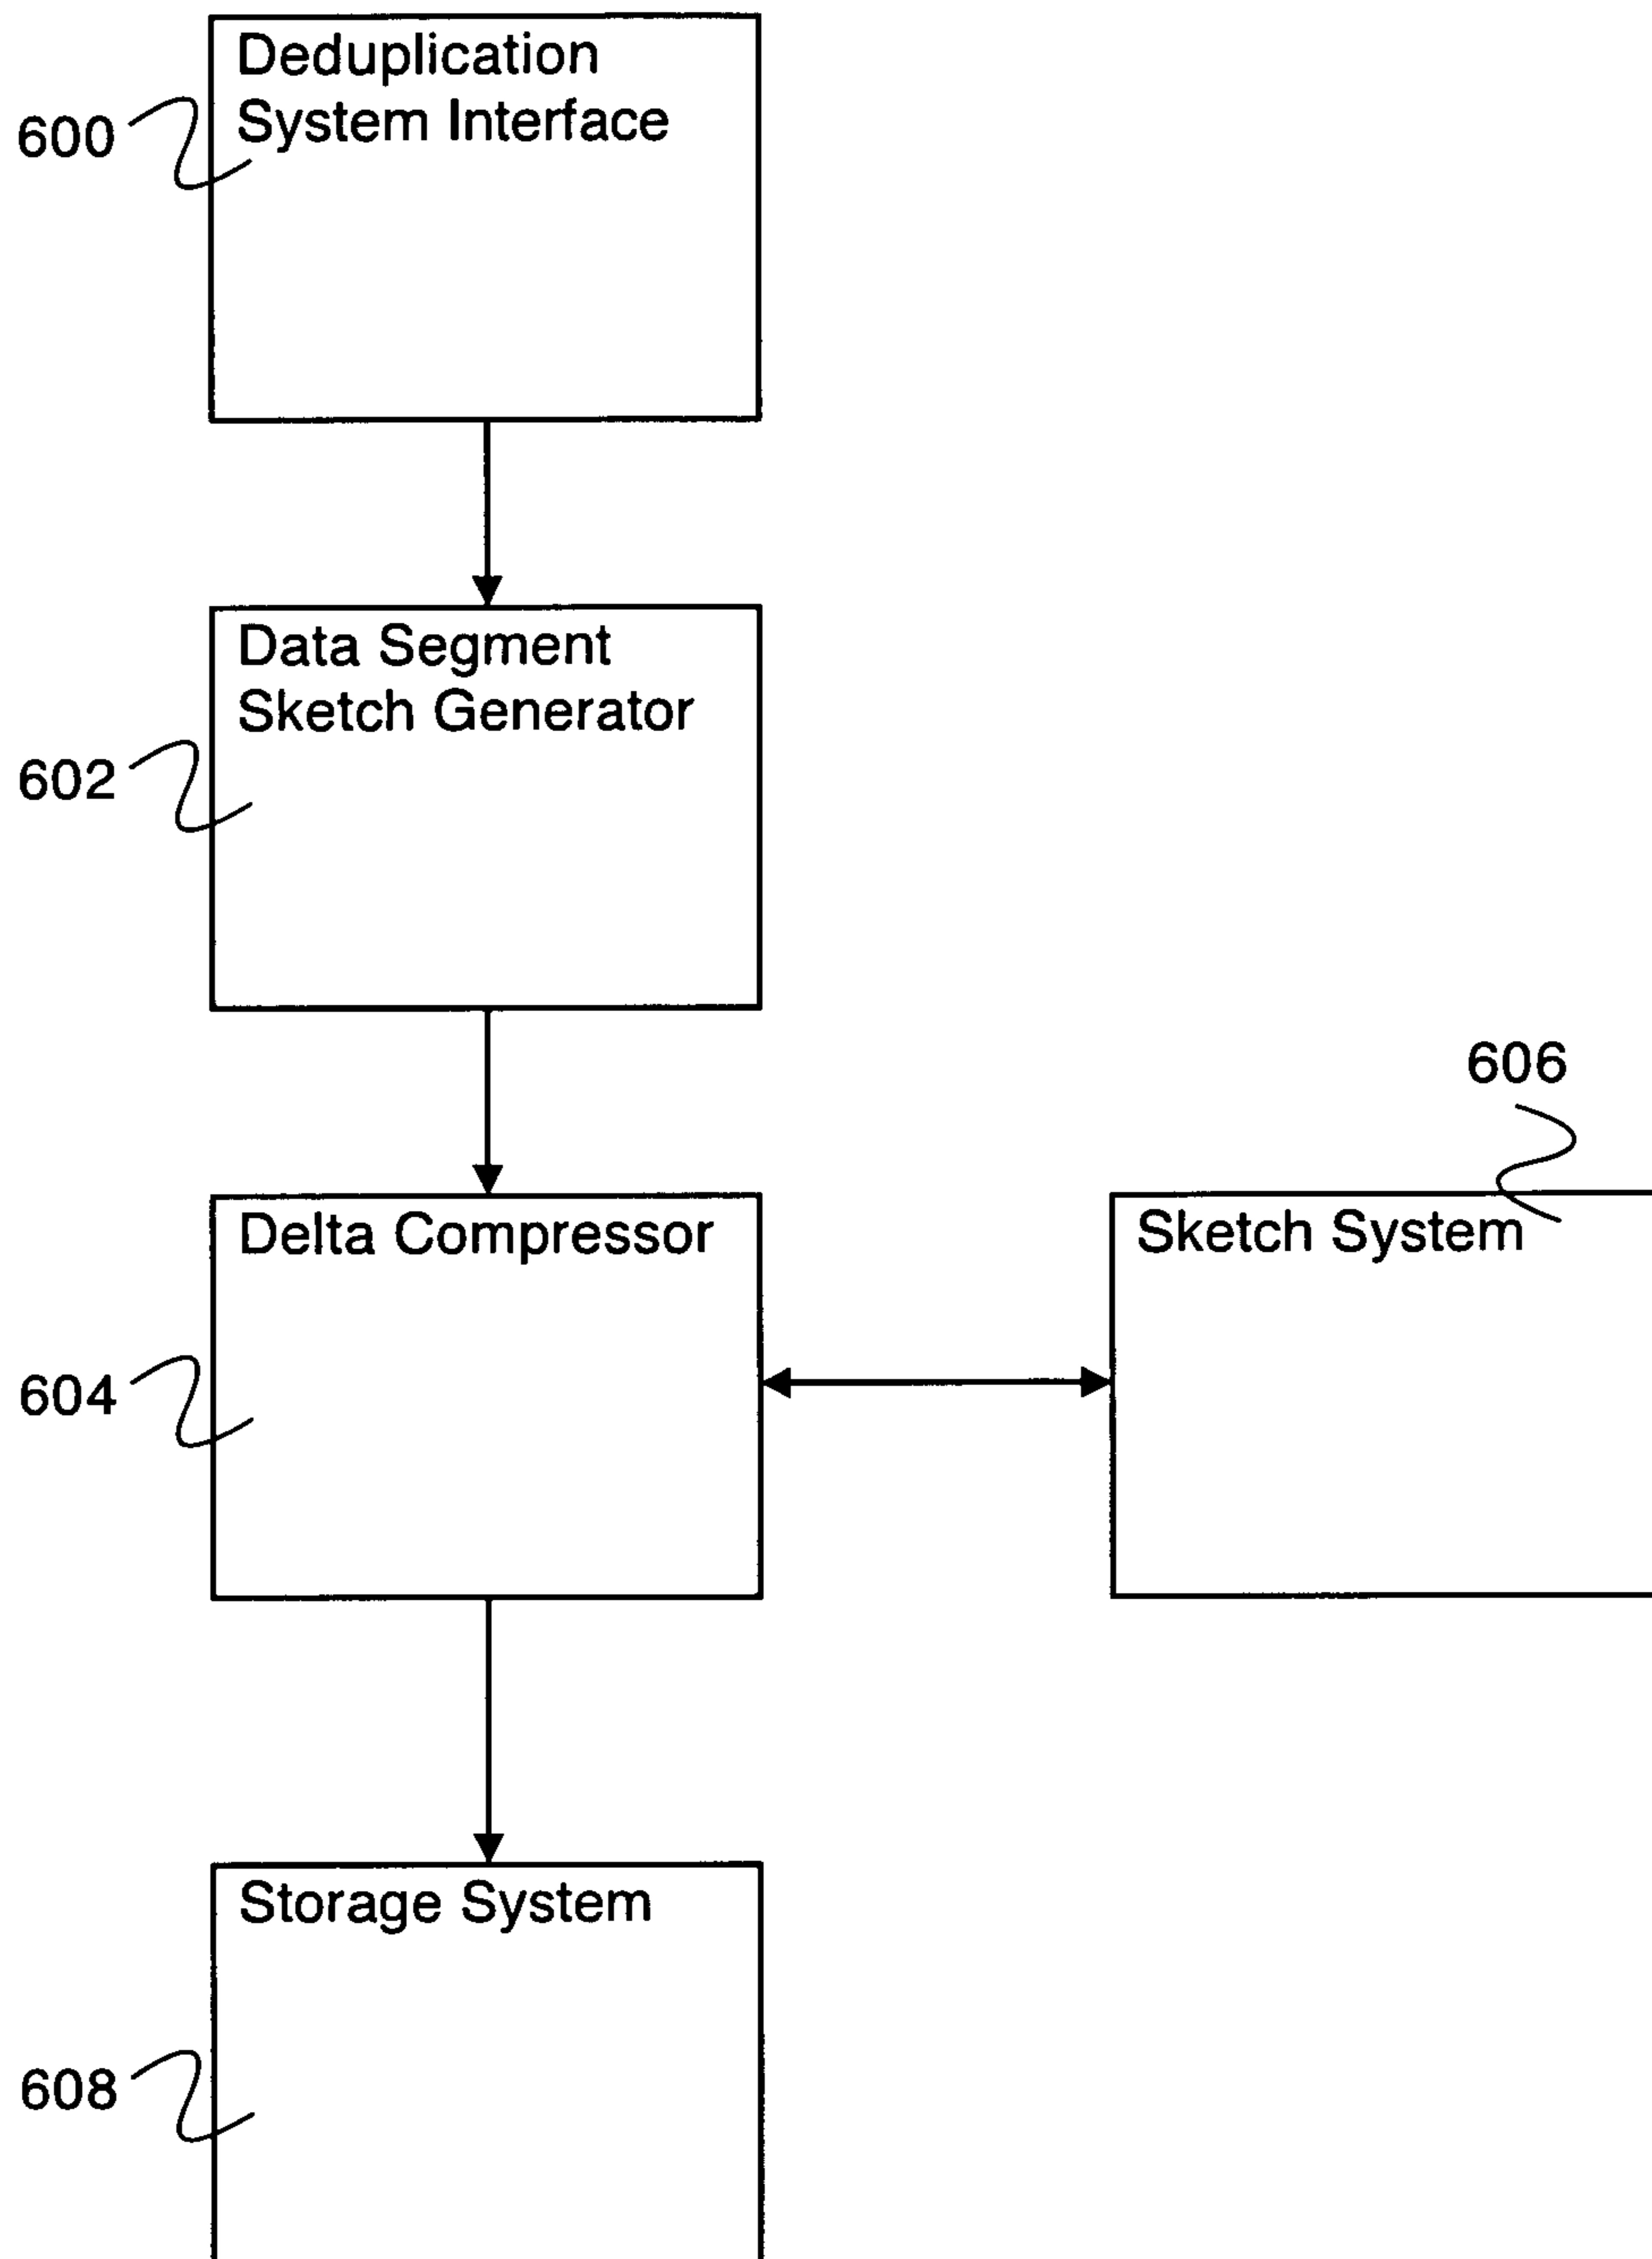 Deduplication
System Interface
600
Data Segment
Sketch Generator
602
606
Delta Compressor
Sketch System
604
Storage System
608